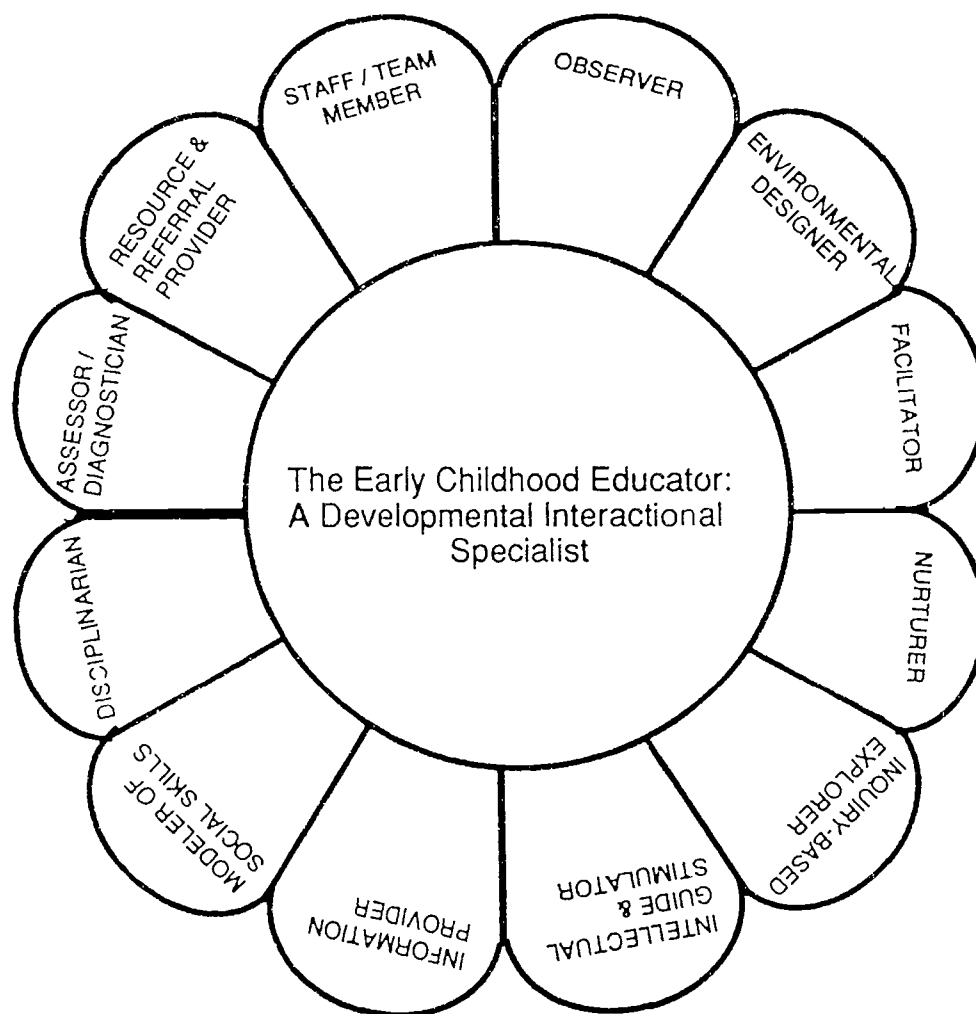 STAFF / TEAM
MEMBER
OBSERVER
ENVIRONMENTAL
DESIGNER
FACILITATOR
NURTURER
INQUIRY-BASED
EXPLORER
INTELLECTUAL
GUIDE &
STIMULATOR
INFORMATION
PROVIDER
MODELER OF
SOCIAL SKILLS
DISCIPLINARIAN
ASSESSOR /
DIAGNOSTICIAN
RESOURCE &
REFERRAL
PROVIDER
The Early Childhood Educator:
A Developmental Interactional
Specialist